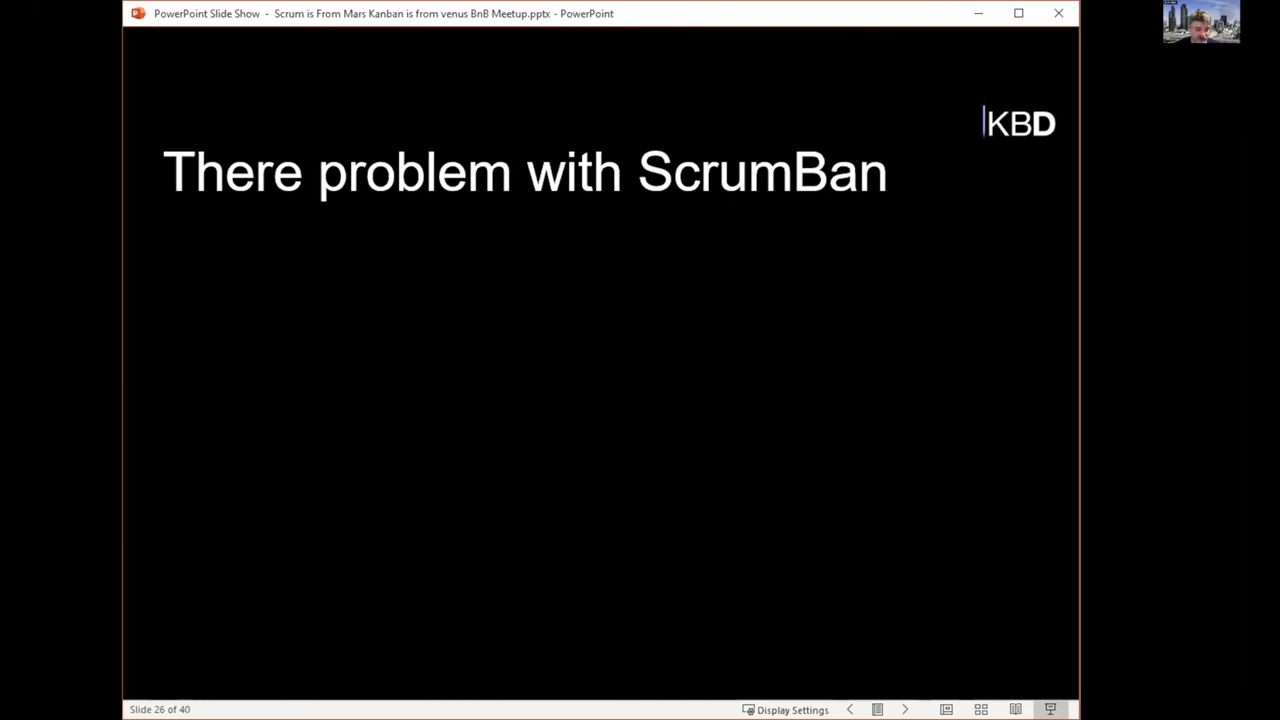 PowerPoint Slide Show - Scrum is From Mars Kanban is from venus BnB Meetup.pptx - PowerPoint
KBD
There problem with ScrumBan
Slide 26 of 40
Display Settings